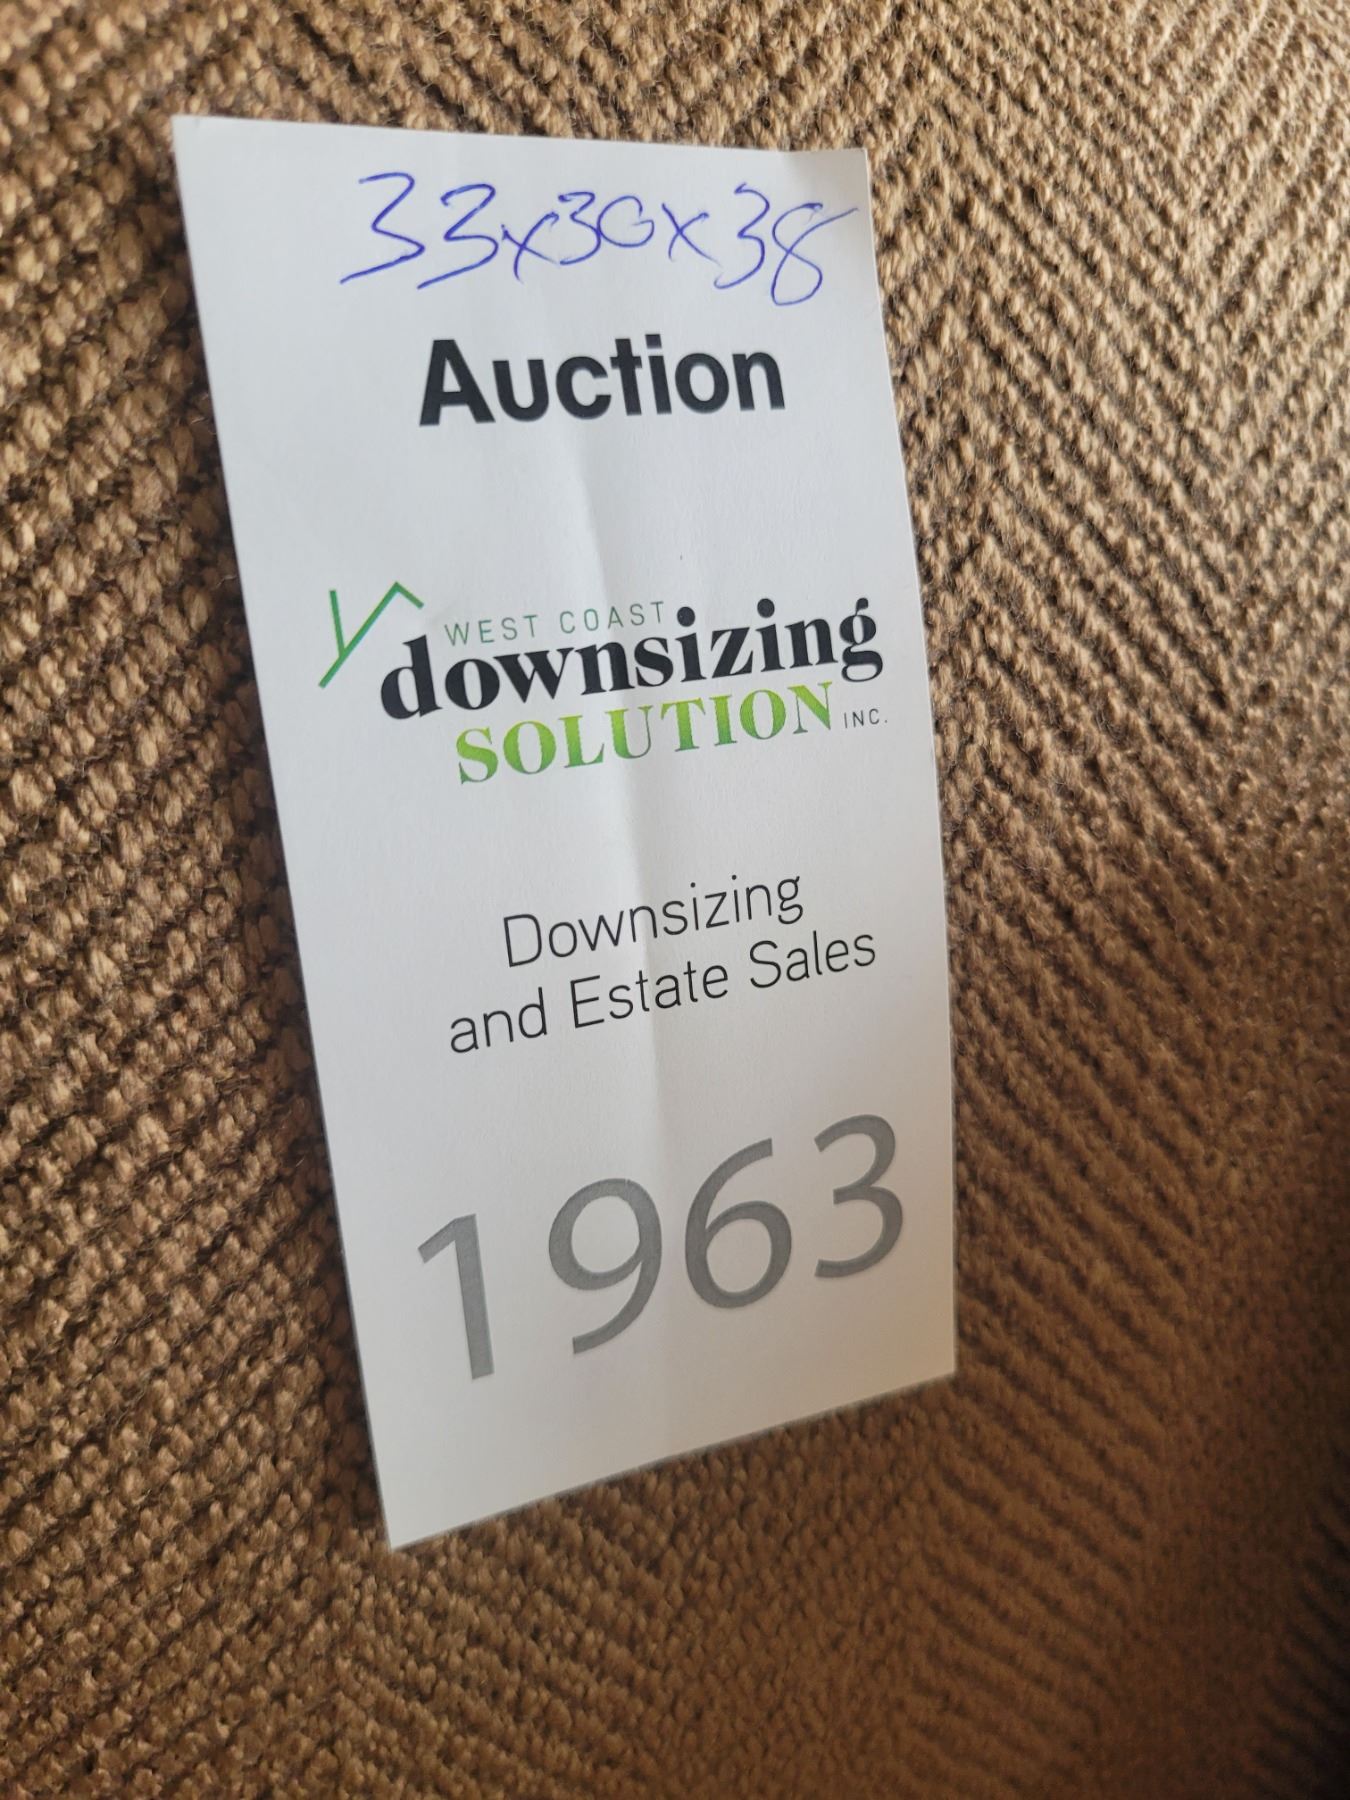 33x30x38
Auction
WEST COAST
downsizing
SOLUTION INC.
Downsizing
and Estate Sales
1963